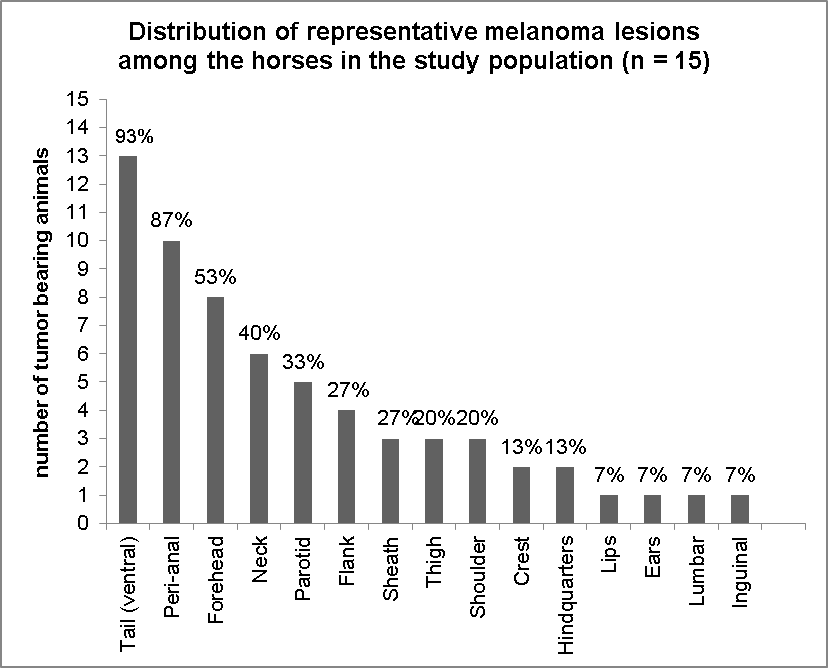 Distribution of representative melanoma lesions
among the horses in the study population (n = 15)
number of tumor bearing animals
15
14
13
12
11
10
9
8
7
6
5
4
3
2
1
0
93%
87%
53%
40%
33%
27%
27%
20%
20%
13%
13%
7%
7%
7%
7%
Tail (ventral)
Peri-anal
Forehead
Neck
Parotid
Flank
Sheath
Thigh
Shoulder
Crest
Hindquarters
Lips
Ears
Lumbar
Inguinal